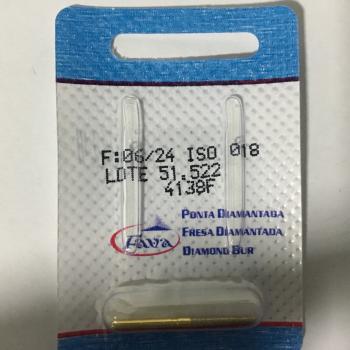 F:06/24 ISO 018
LOTE 51.522
4138F
Fava
PONTA DIAMANTADA
FRESA DIAMANTADA
DIAMOND BUR